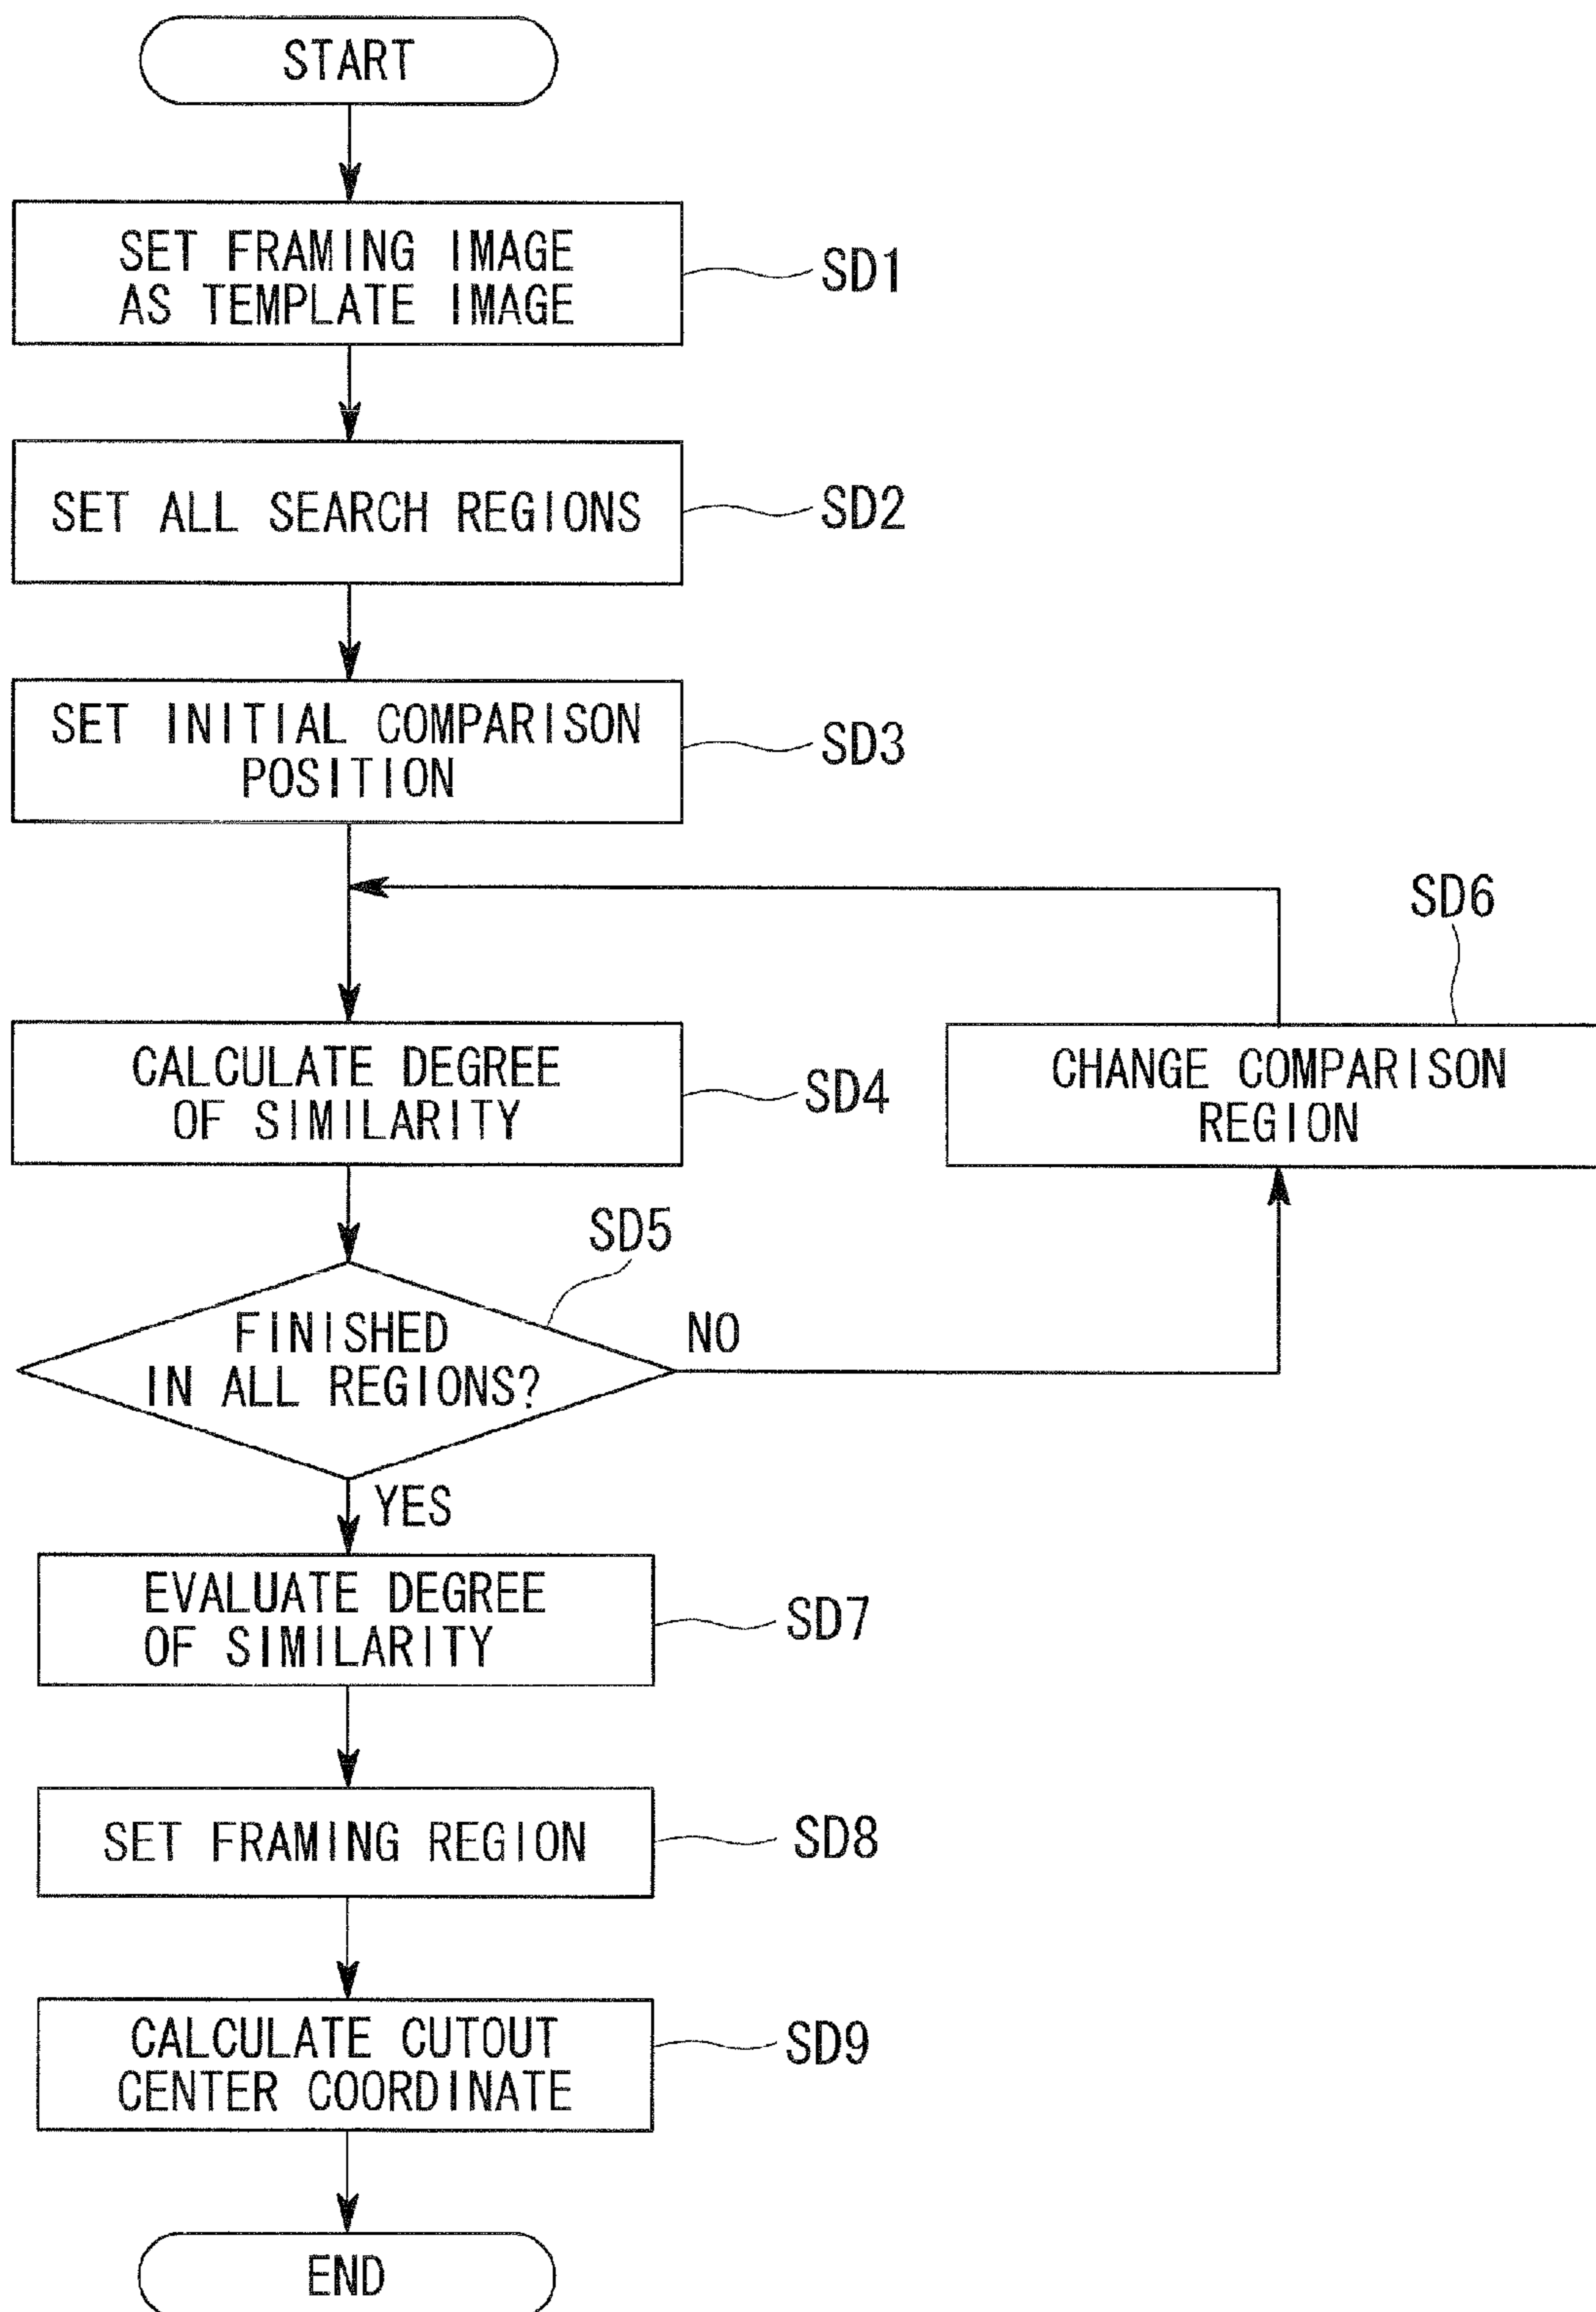 START
SET FRAMING IMAGE
AS TEMPLATE IMAGE
SD1
SET ALL SEARCH REGIONS
SD2
SET INITIAL COMPARISON
POSITION
SD3
SD6
CALCULATE DEGREE
OF SIMILARITY
SD4
CHANGE COMPARISON
REGION
SD5
FINISHED
IN ALL REGIONS?
NO
YES
EVALUATE DEGREE
OF SIMILARITY
SD7
SET FRAMING REGION
SD8
CALCULATE CUTOUT
CENTER COORDINATE
SD9
END